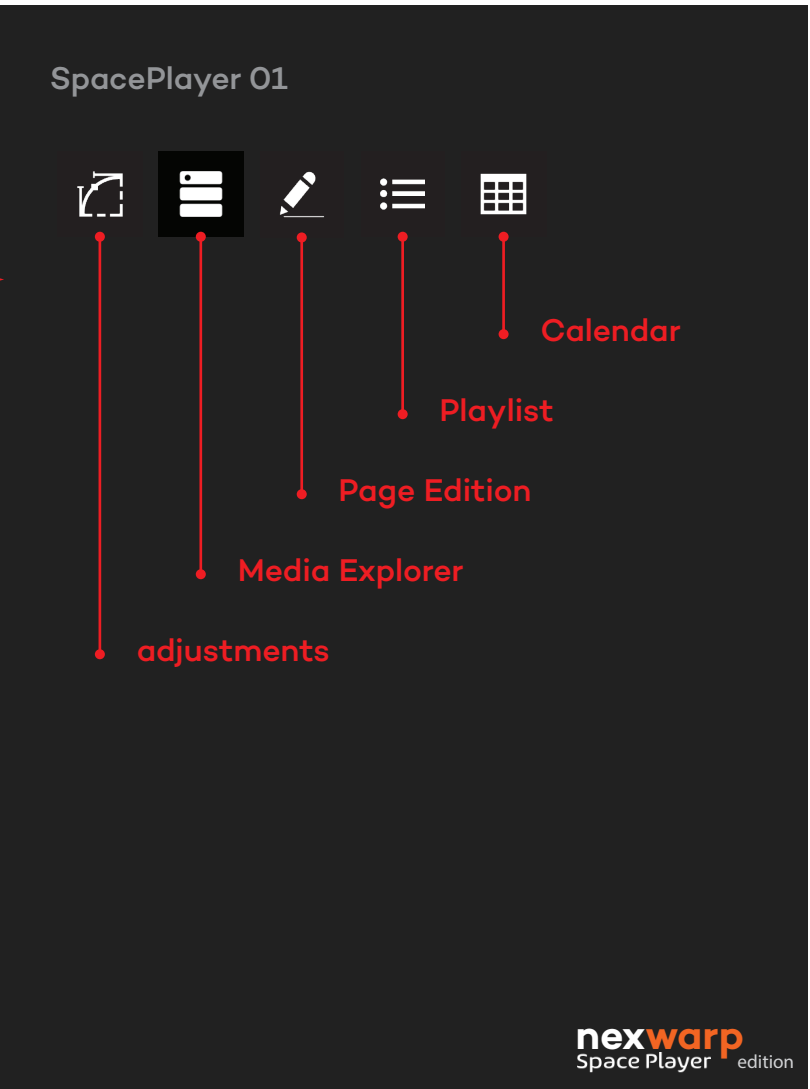 SpacePlayer 01
Calendar
Playlist
Page Edition
Media Explorer
adjustments
nexwarp
Space Player edition